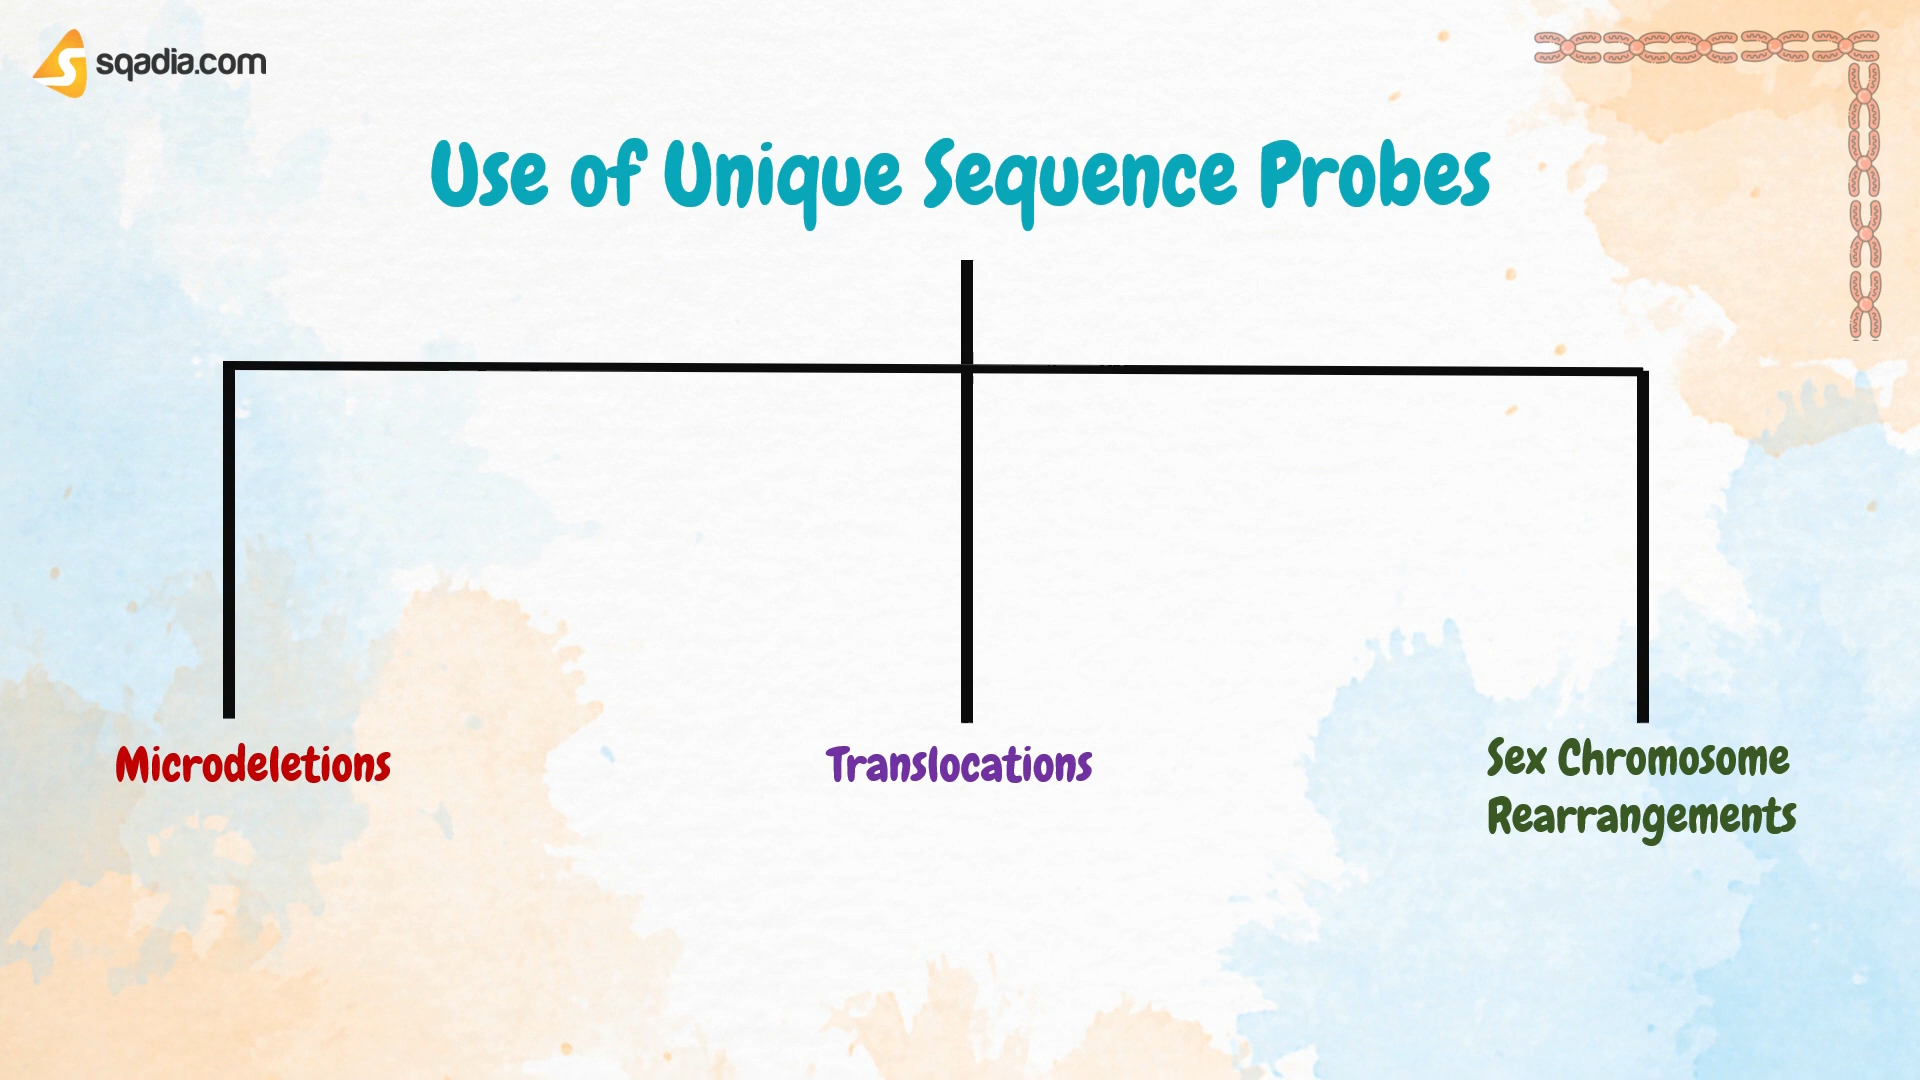 sqadia.com
Use of Unique Sequence Probes
Microdeletions
Translocations
Sex Chromosome
Rearrangements